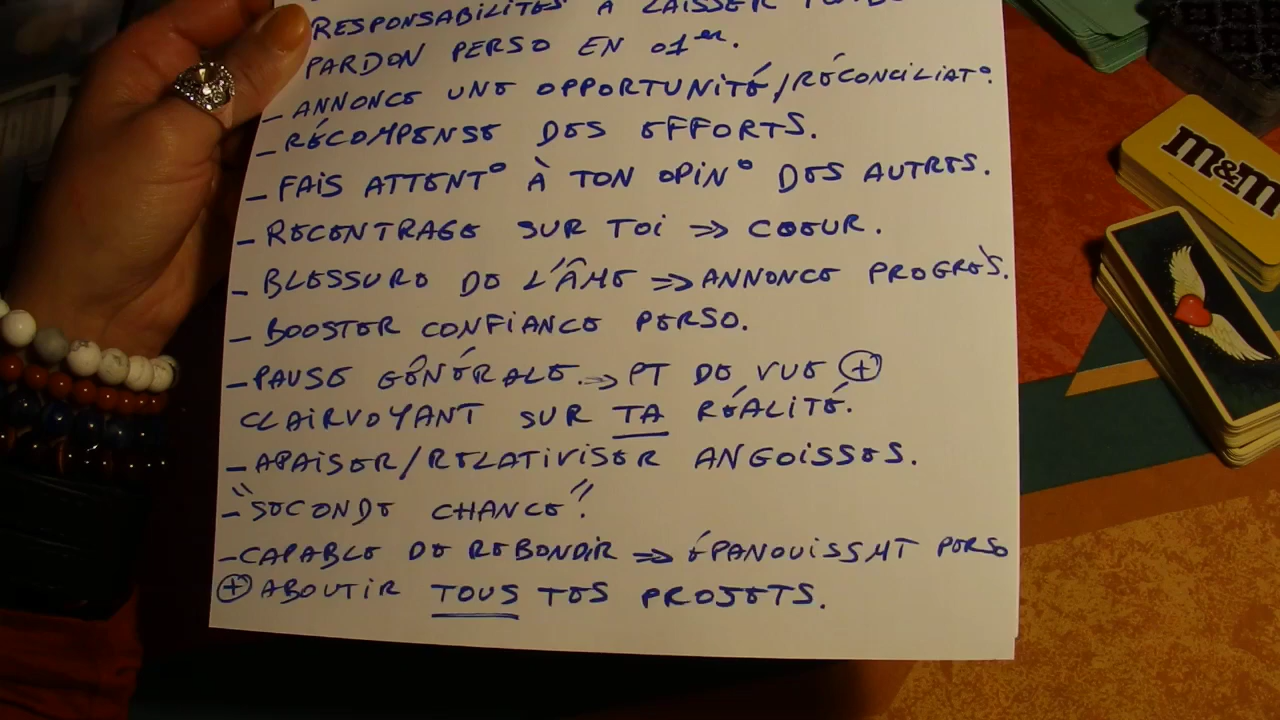 RESPONSABILITÉS À LAISSER
PARDON PERSO EN 01er.
- ANNONCE UNE OPPORTUNITÉ/RÉCONCILIAT°.
- RÉCOMPENSE DES EFFORTS.
- FAIS ATTENT° À TON OPIN° DES AUTRES.
- RECENTRAGE SUR TOI => COEUR.
- BLESSURE DE L'ÂME => ANNONCE PROGRÈS.
- BOOSTER CONFIANCE PERSO.
- PAUSE GÉNÉRALE. => PT DE VUE ⊕
CLAIRVOYANT SUR TA RÉALITÉ.
- APAISER/RELATIVISER ANGOISSES.
- "SECONDE CHANCE".
- CAPABLE DE REBONDIR => ÉPANOUISSMT PERSO
⊕ ABOUTIR TOUS TES PROJETS.
M&M